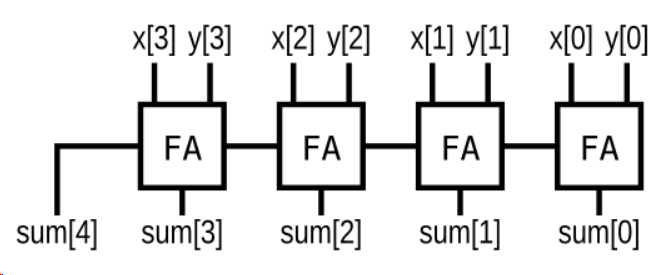 x[3] y[3] x[2] y[2] x[1] y[1] x[0] y[0]
FA FA FA FA
sum[4] sum[3] sum[2] sum[1] sum[0]